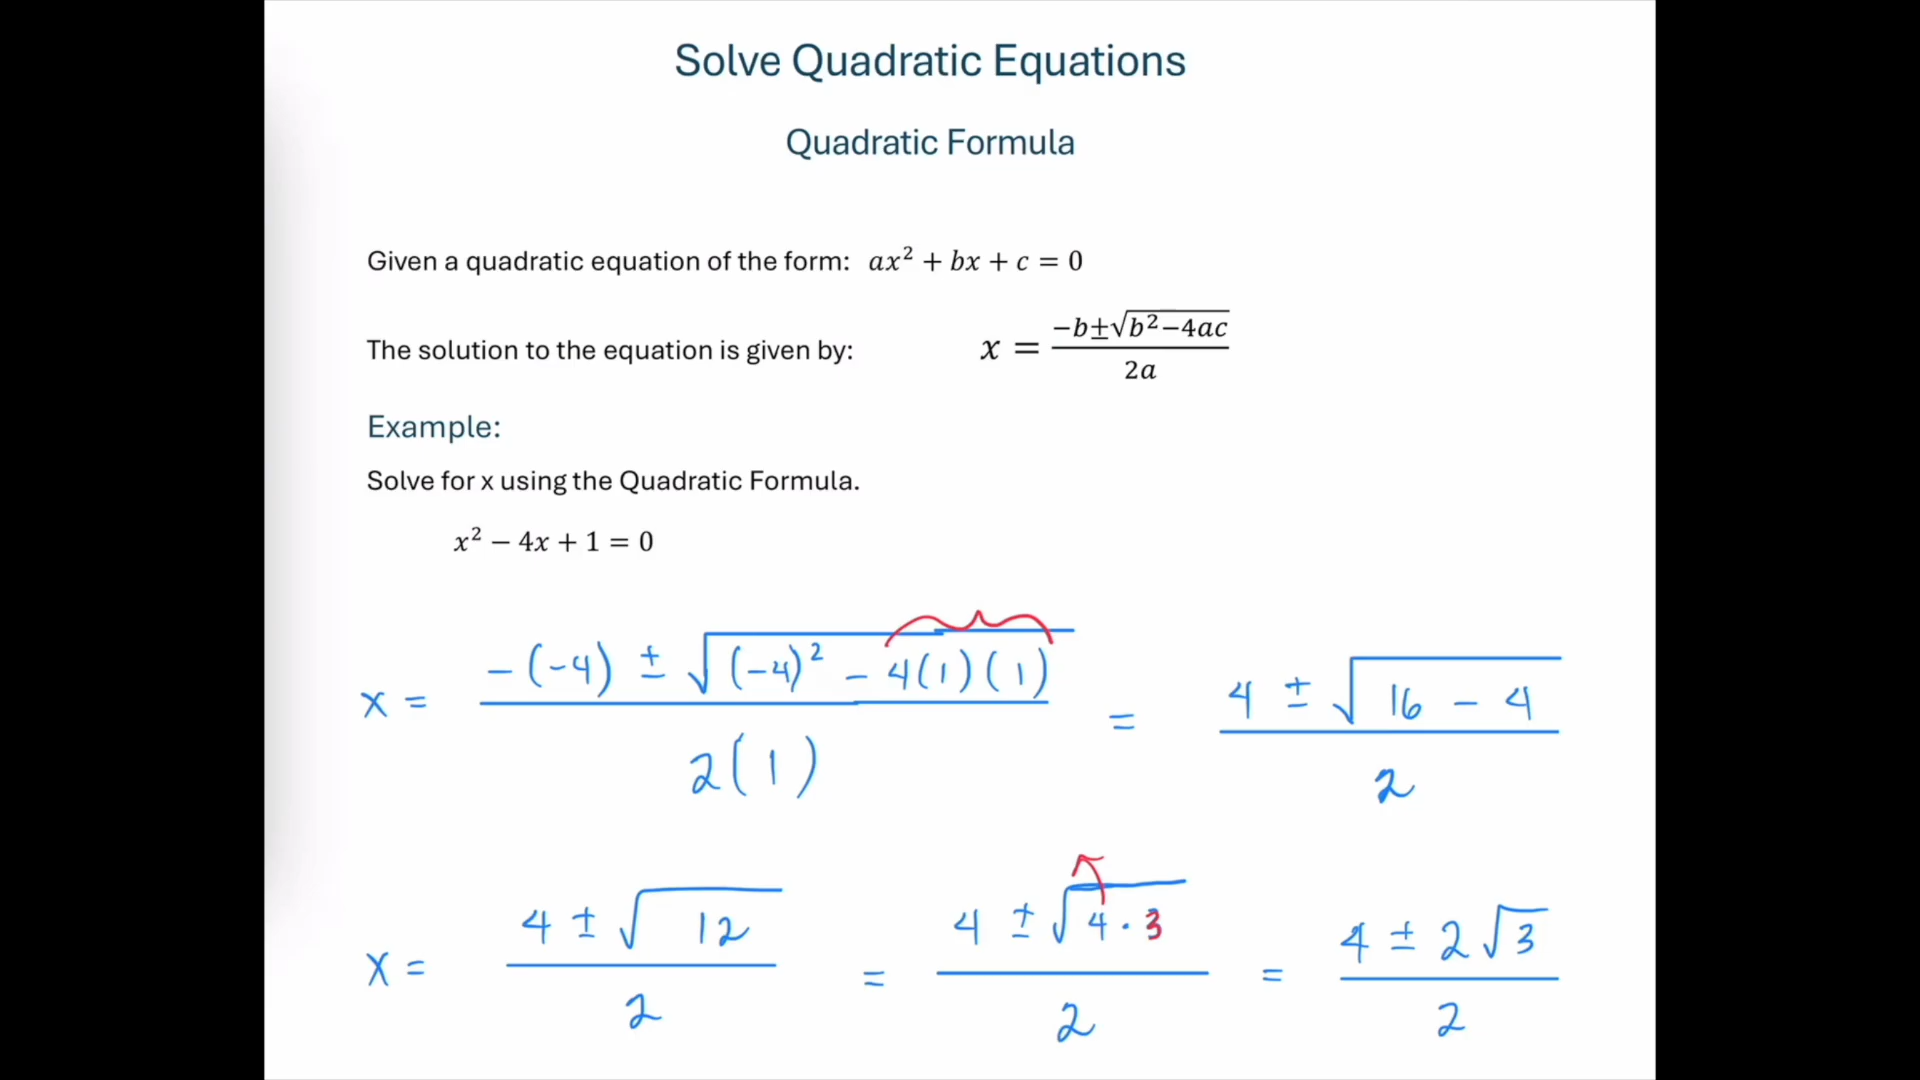 Solve Quadratic Equations
Quadratic Formula
Given a quadratic equation of the form: ax² + bx + c = 0
The solution to the equation is given by: x = (-b±√(b²−4ac))/(2a)
Example:
Solve for x using the Quadratic Formula.
x² − 4x + 1 = 0
x = (-(-4) ± √((-4)² - 4(1)(1)))/(2(1)) = (4 ± √(16 - 4))/2
x = (4 ± √12)/2 = (4 ± √(4·3))/2 = (4 ± 2√3)/2